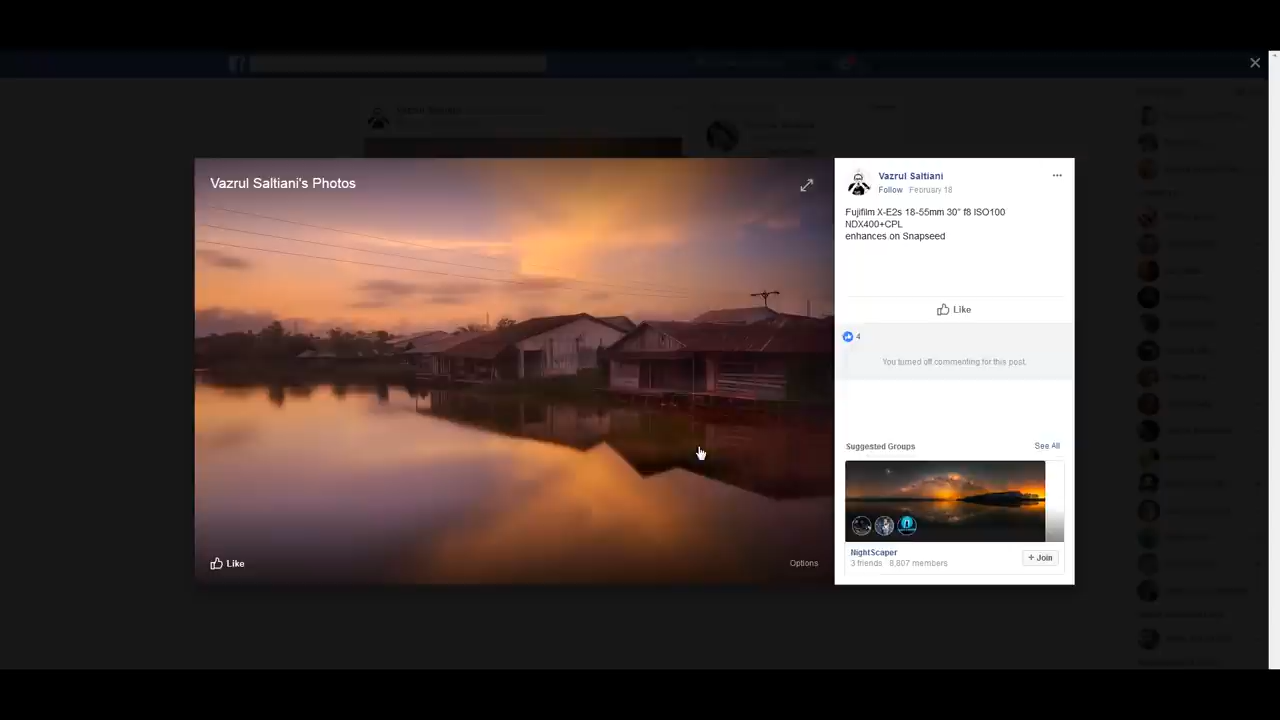 Vazrul Saltiani's Photos
Vazrul Saltiani
Follow February 18
Fujifilm X-E2s 18-55mm 30" f8 ISO100
NDX400+CPL
enhances on Snapseed
Like
4
You turned off commenting for this post.
Suggested Groups See All
NightScaper
3 friends · 8,807 members
+ Join
Like
Options